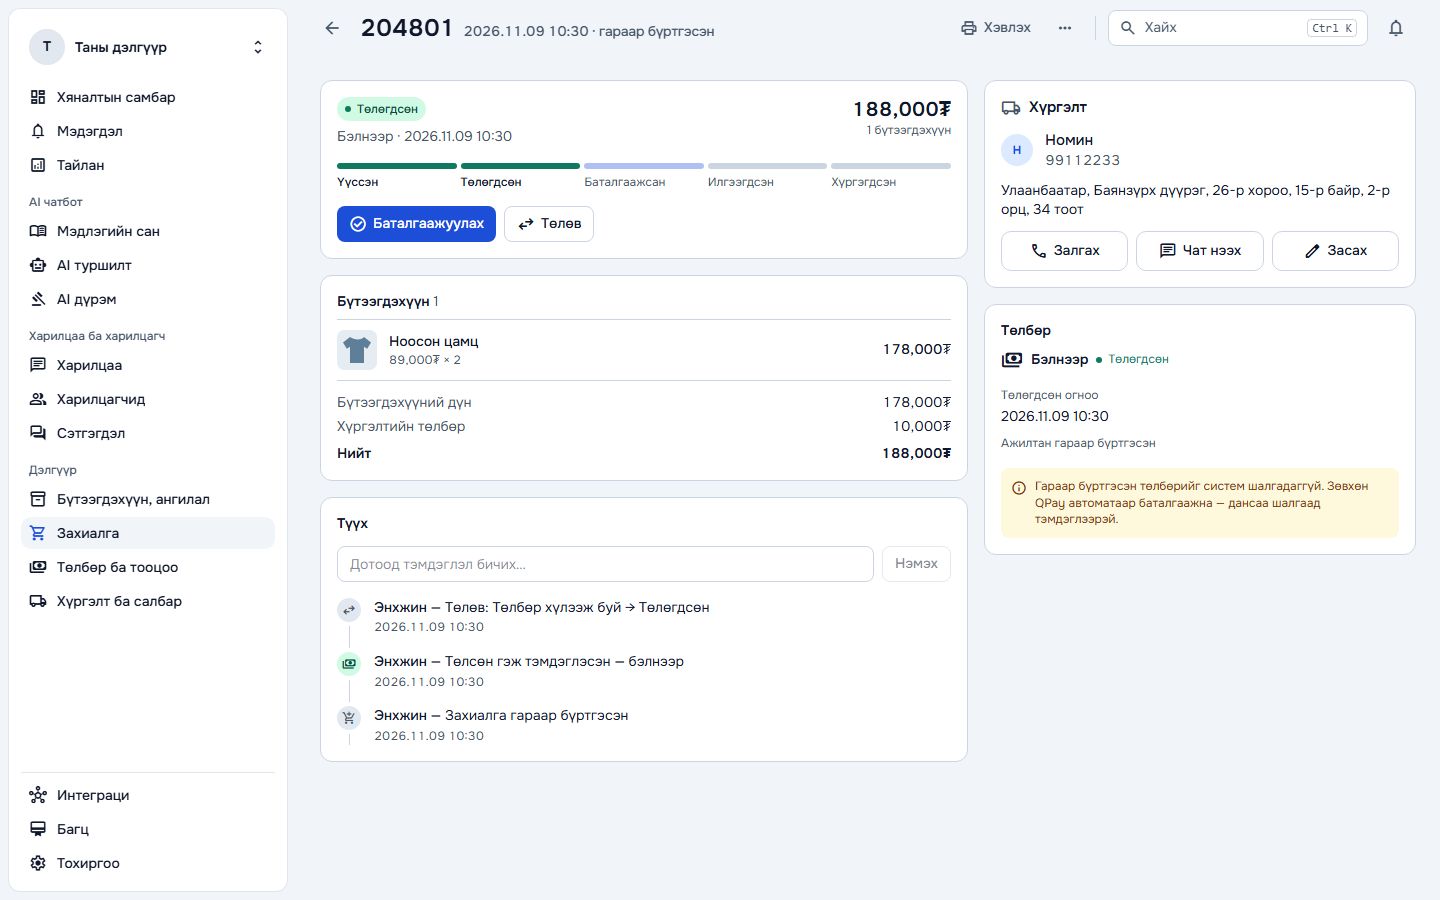 Т
Таны дэлгүүр
Хяналтын самбар
Мэдэгдэл
Тайлан
AI чатбот
Мэдлэгийн сан
AI туршилт
AI дүрэм
Харилцаа ба харилцагч
Харилцаа
Харилцагчид
Сэтгэгдэл
Дэлгүүр
Бүтээгдэхүүн, ангилал
Захиалга
Төлбөр ба тооцоо
Хүргэлт ба салбар
Интеграци
Багц
Тохиргоо
204801 2026.11.09 10:30 · гараар бүртгэсэн
Хэвлэх
Хайх
Ctrl K
Төлөгдсөн
188,000₮
Бэлнээр · 2026.11.09 10:30
1 бүтээгдэхүүн
Үүссэн
Төлөгдсөн
Баталгаажсан
Илгээгдсэн
Хүргэгдсэн
Баталгаажуулах
Төлөв
Бүтээгдэхүүн 1
Ноосон цамц
89,000₮ × 2
178,000₮
Бүтээгдэхүүний дүн 178,000₮
Хүргэлтийн төлбөр 10,000₮
Нийт 188,000₮
Түүх
Дотоод тэмдэглэл бичих...
Нэмэх
Энхжин — Төлөв: Төлбөр хүлээж буй → Төлөгдсөн
2026.11.09 10:30
Энхжин — Төлсөн гэж тэмдэглэсэн — бэлнээр
2026.11.09 10:30
Энхжин — Захиалга гараар бүртгэсэн
2026.11.09 10:30
Хүргэлт
Н
Номин
99112233
Улаанбаатар, Баянзүрх дүүрэг, 26-р хороо, 15-р байр, 2-р
орц, 34 тоот
Залгах
Чат нээх
Засах
Төлбөр
Бэлнээр
Төлөгдсөн
Төлөгдсөн огноо
2026.11.09 10:30
Ажилтан гараар бүртгэсэн
Гараар бүртгэсэн төлбөрийг систем шалгадаггүй. Зөвхөн
QPay автоматаар баталгаажна — дансаа шалгаад
тэмдэглээрэй.